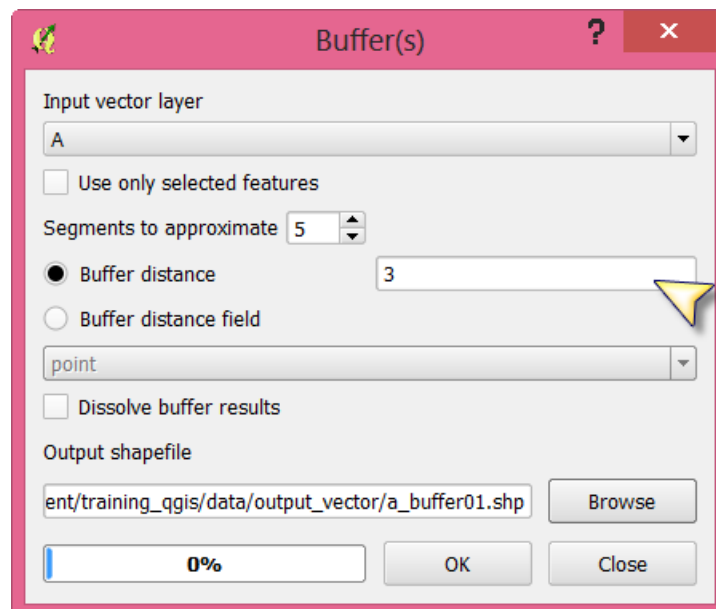 Buffer(s) ? ×
Input vector layer
A
Use only selected features
Segments to approximate 5
Buffer distance 3
Buffer distance field
point
Dissolve buffer results
Output shapefile
ent/training_qgis/data/output_vector/a_buffer01.shp Browse
0% OK Close